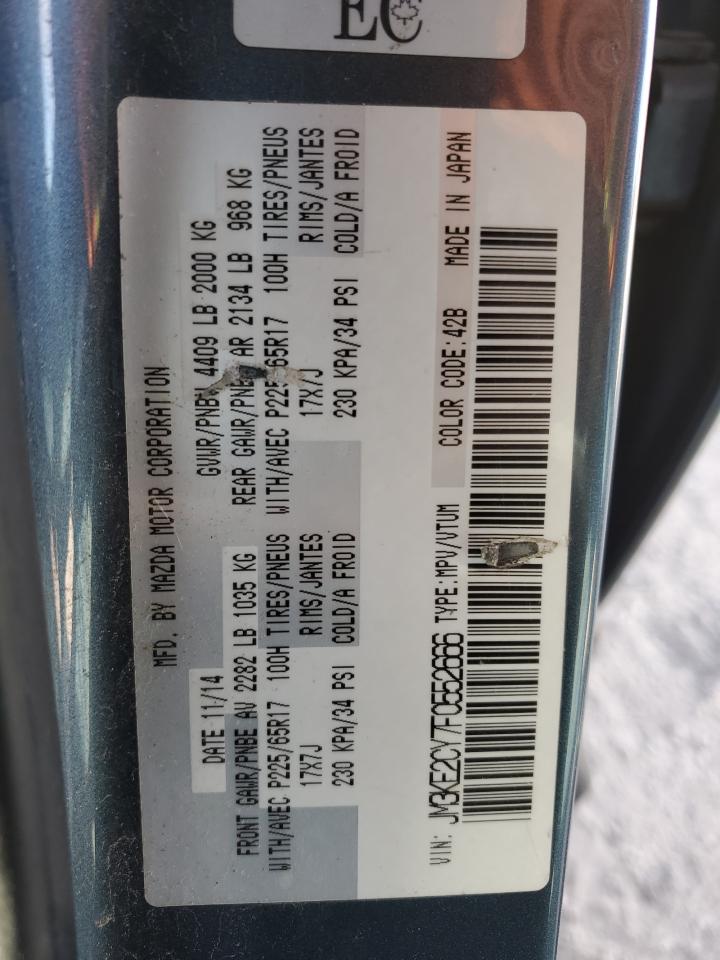 EC
MFD. BY MAZDA MOTOR CORPORATION
DATE 11/14 GVWR/PNBV 4409 LB 2000 KG
FRONT GAWR/PNBE AV 2282 LB 1035 KG REAR GAWR/PNBE AR 2134 LB 968 KG
WITH/AVEC P225/65R17 100H TIRES/PNEUS WITH/AVEC P225/65R17 100H TIRES/PNEUS
17X7J RIMS/JANTES 17X7J RIMS/JANTES
230 KPA/34 PSI COLD/A FROID 230 KPA/34 PSI COLD/A FROID
VIN: JM3KE2CY7F0552666 TYPE:MPV/VTUM COLOR CODE:42B MADE IN JAPAN